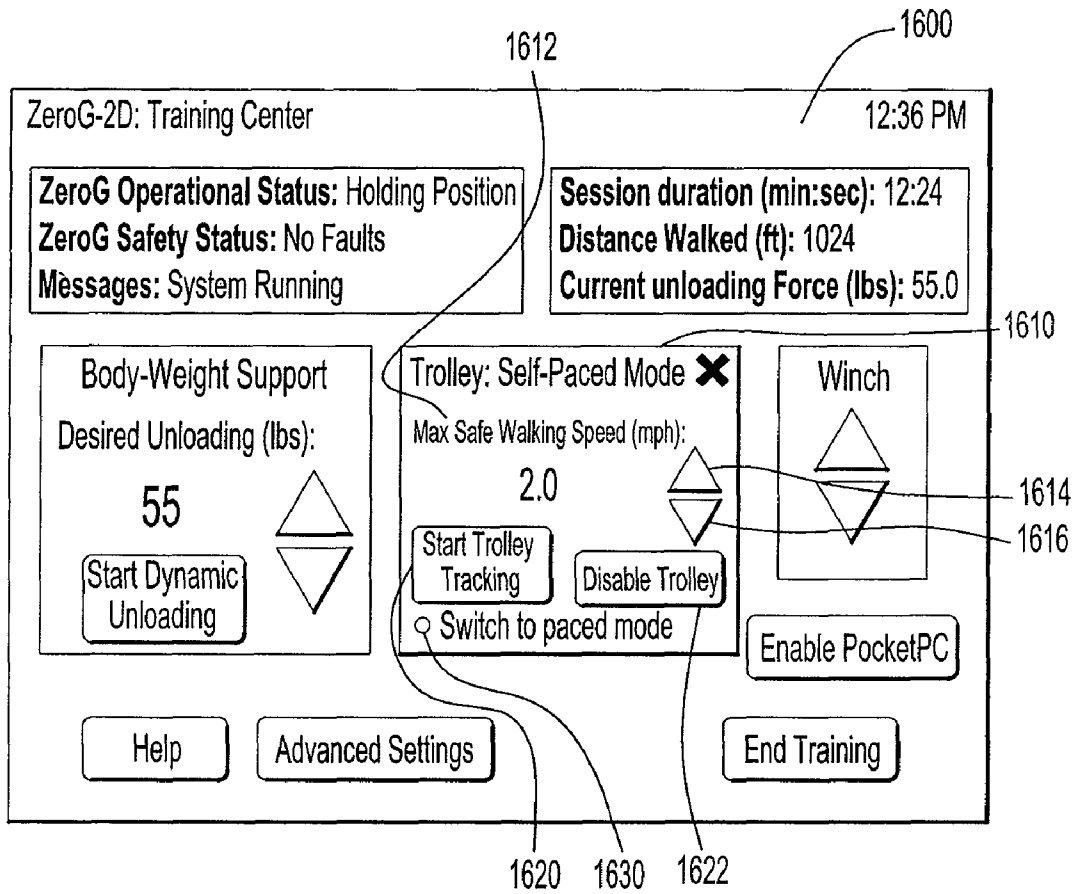 1600
1612
ZeroG-2D: Training Center 12:36 PM
ZeroG Operational Status: Holding Position
ZeroG Safety Status: No Faults
Messages: System Running
Session duration (min:sec): 12:24
Distance Walked (ft): 1024
Current unloading Force (lbs): 55.0
1610
Body-Weight Support
Desired Unloading (lbs):
55
Start Dynamic
Unloading
Trolley: Self-Paced Mode ✖
Max Safe Walking Speed (mph):
2.0
Start Trolley
Tracking
Disable Trolley
Switch to paced mode
Winch
1614
1616
Enable PocketPC
Help
Advanced Settings
End Training
1620
1630
1622